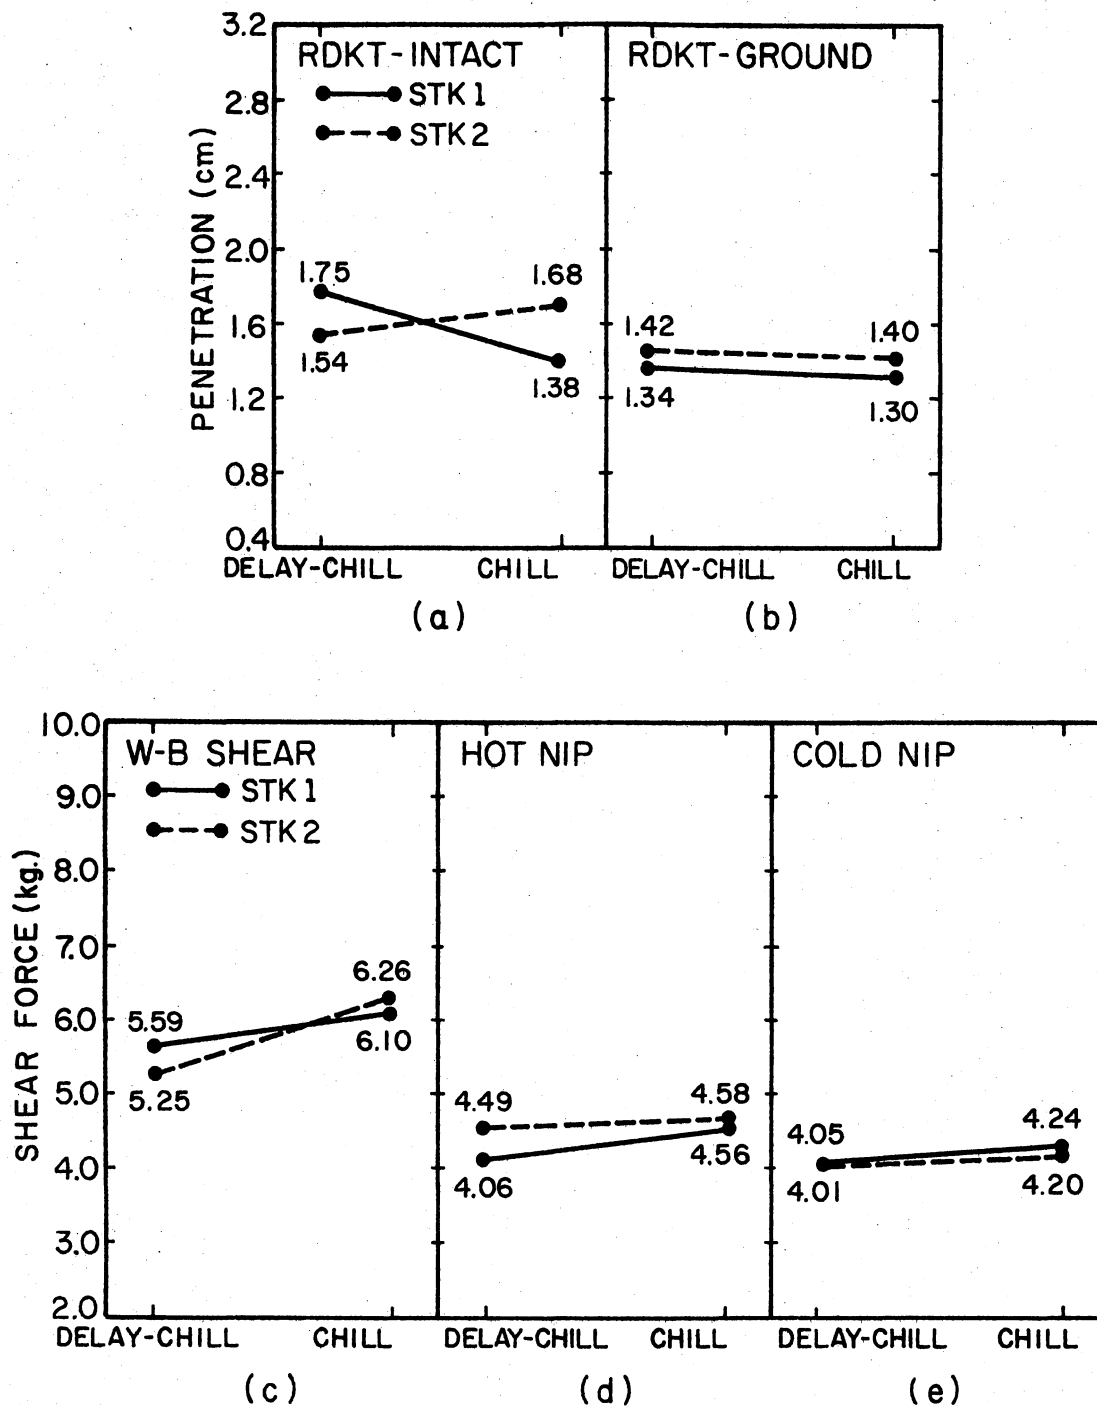 3.2
2.8
2.4
2.0
1.6
1.2
0.8
0.4
PENETRATION (cm)
RDKT-INTACT
STK 1
STK 2
1.75
1.54
1.68
1.38
DELAY-CHILL CHILL
(a)
RDKT-GROUND
1.42
1.34
1.40
1.30
DELAY-CHILL CHILL
(b)
10.0
9.0
8.0
7.0
6.0
5.0
4.0
3.0
2.0
SHEAR FORCE (kg.)
W-B SHEAR
STK 1
STK 2
5.59
5.25
6.26
6.10
DELAY-CHILL CHILL
(c)
HOT NIP
4.49
4.06
4.58
4.56
DELAY-CHILL CHILL
(d)
COLD NIP
4.05
4.01
4.24
4.20
DELAY-CHILL CHILL
(e)